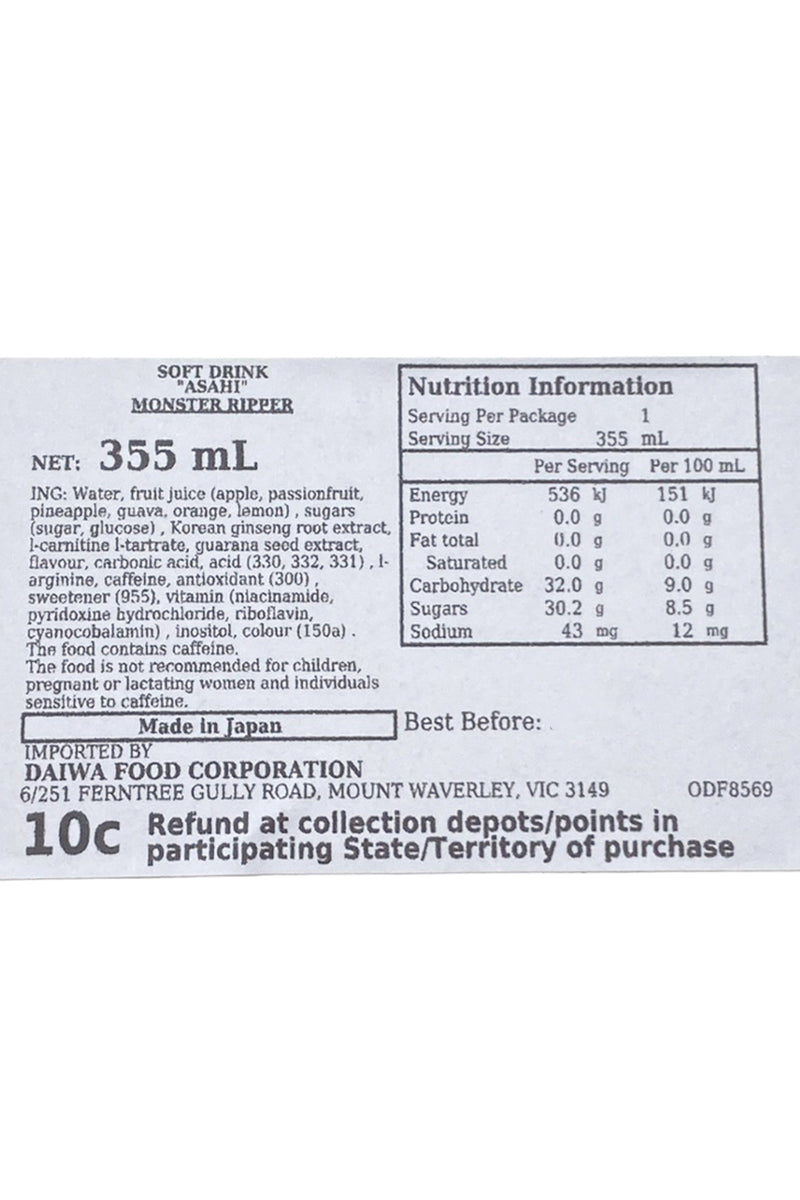 SOFT DRINK
"ASAHI"
MONSTER RIPPER
NET: 355 mL
ING: Water, fruit juice (apple, passionfruit,
pineapple, guava, orange, lemon) , sugars
(sugar, glucose) , Korean ginseng root extract,
l-carnitine l-tartrate, guarana seed extract,
flavour, carbonic acid, acid (330, 332, 331) , l-
arginine, caffeine, antioxidant (300) ,
sweetener (955), vitamin (niacinamide,
pyridoxine hydrochloride, riboflavin,
cyanocobalamin) , inositol, colour (150a) .
The food contains caffeine.
The food is not recommended for children,
pregnant or lactating women and individuals
sensitive to caffeine.
Made in Japan
Nutrition Information
Serving Per Package 1
Serving Size 355 mL
Per Serving Per 100 mL
Energy 536 kJ 151 kJ
Protein 0.0 g 0.0 g
Fat total 0.0 g 0.0 g
Saturated 0.0 g 0.0 g
Carbohydrate 32.0 g 9.0 g
Sugars 30.2 g 8.5 g
Sodium 43 mg 12 mg
Best Before:
IMPORTED BY
DAIWA FOOD CORPORATION
6/251 FERNTREE GULLY ROAD, MOUNT WAVERLEY, VIC 3149 ODF8569
10c Refund at collection depots/points in
participating State/Territory of purchase